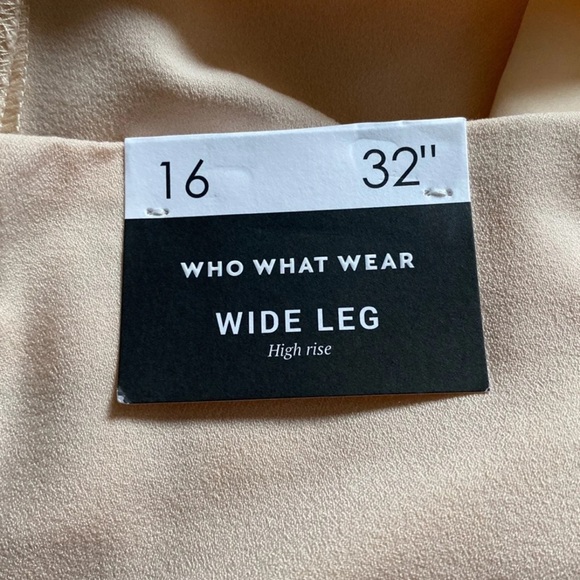 16 32"
WHO WHAT WEAR
WIDE LEG
High rise